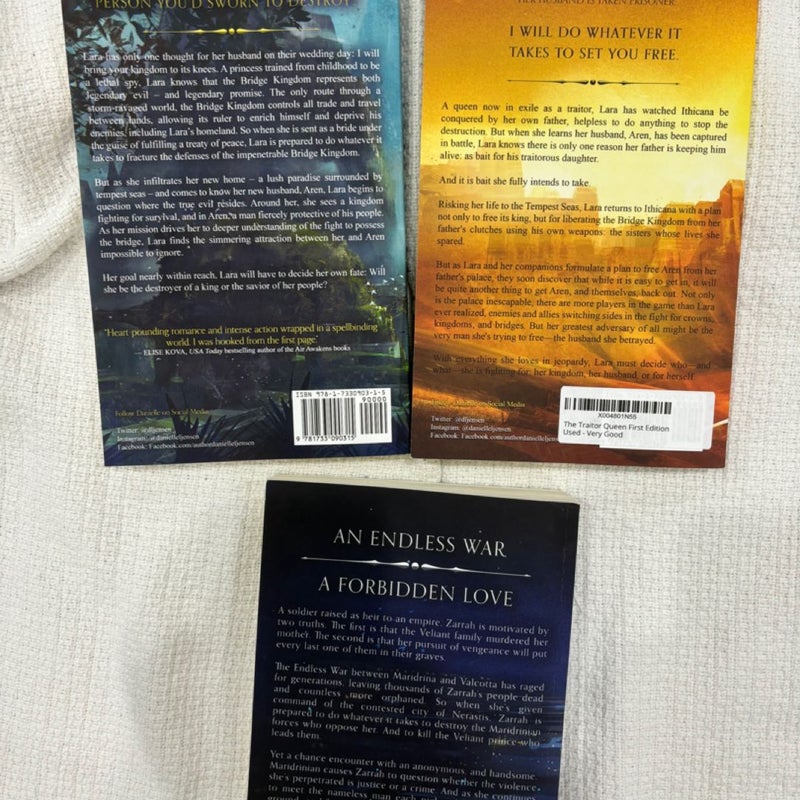 PERSON YOU'D SWORN TO DESTROY
Lara has only one thought for her husband on their wedding day: I will
bring your kingdom to its knees. A princess trained from childhood to be
a lethal spy, Lara knows that the Bridge Kingdom represents both
legendary evil – and legendary promise. The only route through a
storm-ravaged world, the Bridge Kingdom controls all trade and travel
between lands, allowing its ruler to enrich himself and deprive his
enemies, including Lara's homeland. So when she is sent as a bride under
the guise of fulfilling a treaty of peace, Lara is prepared to do whatever it
takes to fracture the defenses of the impenetrable Bridge Kingdom.
But as she infiltrates her new home – a lush paradise surrounded by
tempest seas – and comes to know her new husband, Aren, Lara begins to
question where the true evil resides. Around her, she sees a kingdom
fighting for survival, and in Aren, a man fiercely protective of his people.
As her mission drives her to deeper understanding of the fight to possess
the bridge, Lara finds the simmering attraction between her and Aren
impossible to ignore.
Her goal nearly within reach, Lara will have to decide her own fate: Will
she be the destroyer of a king or the savior of her people?
"Heart-pounding romance and intense action wrapped in a spellbinding
world. I was hooked from the first page."
— ELISE KOVA, USA Today bestselling author of the Air Awakens books
Follow Danielle on Social Media
Twitter: @dljensen_
Instagram: @danielleljensen
Facebook: Facebook.com/authordanielleljensen
ISBN 978-1-7330903-1-5
90000
9 781733 090315
HER HUSBAND IS TAKEN PRISONER
I WILL DO WHATEVER IT
TAKES TO SET YOU FREE.
A queen now in exile as a traitor, Lara has watched Ithicana be
conquered by her own father, helpless to do anything to stop the
destruction. But when she learns her husband, Aren, has been captured
in battle, Lara knows there is only one reason her father is keeping him
alive: as bait for his traitorous daughter.
And it is bait she fully intends to take.
Risking her life to the Tempest Seas, Lara returns to Ithicana with a plan
not only to free its king, but for liberating the Bridge Kingdom from her
father's clutches using his own weapons: the sisters whose lives she
spared.
But as Lara and her companions formulate a plan to free Aren from her
father's palace, they soon discover that while it is easy to get in, it will
be quite another thing to get Aren, and themselves, back out. Not only
is the palace inescapable, there are more players in the game than Lara
ever realized, enemies and allies switching sides in the fight for crowns,
kingdoms, and bridges. But her greatest adversary of all might be the
very man she's trying to free—the husband she betrayed.
With everything she loves in jeopardy, Lara must decide who—and
what—she is fighting for: her kingdom, her husband, or for herself.
on Social Media
Twitter: @dljensen_
Instagram: @danielleljensen
Facebook: Facebook.com/authordanielleljensen
X004801N55
The Traitor Queen First Edition
Used - Very Good
AN ENDLESS WAR
A FORBIDDEN LOVE
A soldier raised as heir to an empire, Zarrah is motivated by
two truths. The first is that the Veliant family murdered her
mother. The second is that her pursuit of vengeance will put
every last one of them in their graves.
The Endless War between Maridrina and Valcotta has raged
for generations, leaving thousands of Zarrah's people dead
and countless more orphaned. So when she's given
command of the contested city of Nerastis, Zarrah is
prepared to do whatever it takes to destroy the Maridrinian
forces who oppose her. And to kill the Veliant prince who
leads them.
Yet a chance encounter with an anonymous, and handsome,
Maridrinian causes Zarrah to question whether the violence
she's perpetrated is justice or a crime. And as she continues
to meet the nameless man each